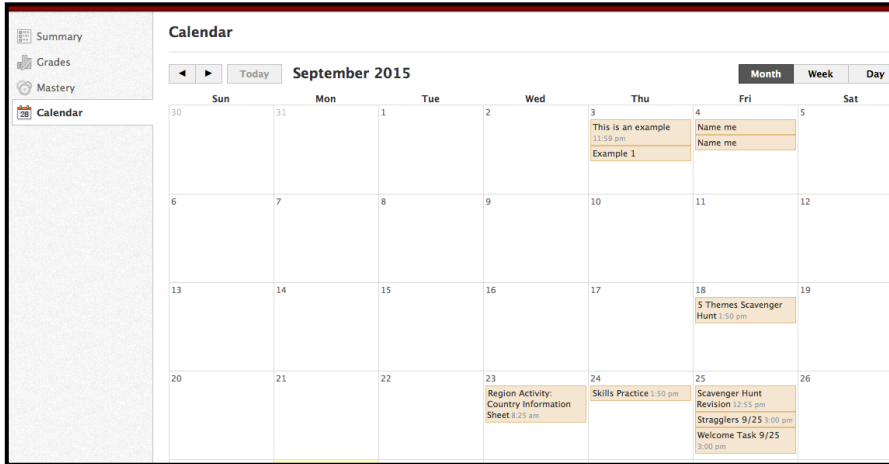 Summary
Grades
Mastery
28 Calendar
Calendar
◄ ► Today September 2015 Month Week Day
Sun Mon Tue Wed Thu Fri Sat
30 31 1 2 3 4 5
This is an example
11:59 pm
Example 1
Name me
Name me
6 7 8 9 10 11 12
13 14 15 16 17 18 19
5 Themes Scavenger
Hunt 1:50 pm
20 21 22 23 24 25 26
Region Activity:
Country Information
Sheet 8:25 am
Skills Practice 1:50 pm
Scavenger Hunt
Revision 12:55 pm
Stragglers 9/25 3:00 pm
Welcome Task 9/25
3:00 pm